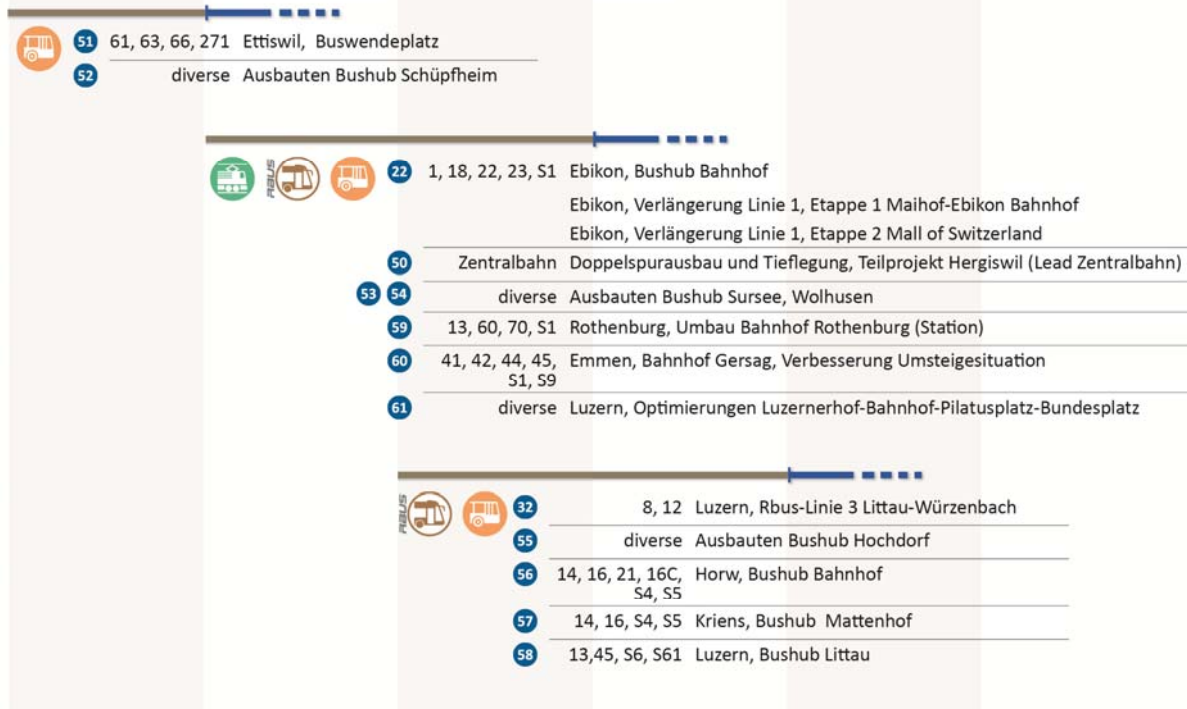 51 61, 63, 66, 271 Ettiswil, Buswendeplatz
52 diverse Ausbauten Bushub Schüpfheim
RBUS 22 1, 18, 22, 23, S1 Ebikon, Bushub Bahnhof
Ebikon, Verlängerung Linie 1, Etappe 1 Maihof-Ebikon Bahnhof
Ebikon, Verlängerung Linie 1, Etappe 2 Mall of Switzerland
50 Zentralbahn Doppelspurausbau und Tieflegung, Teilprojekt Hergiswil (Lead Zentralbahn)
53 54 diverse Ausbauten Bushub Sursee, Wolhusen
59 13, 60, 70, S1 Rothenburg, Umbau Bahnhof Rothenburg (Station)
60 41, 42, 44, 45, Emmen, Bahnhof Gersag, Verbesserung Umsteigesituation
S1, S9
61 diverse Luzern, Optimierungen Luzernerhof-Bahnhof-Pilatusplatz-Bundesplatz
RBUS 32 8, 12 Luzern, Rbus-Linie 3 Littau-Würzenbach
55 diverse Ausbauten Bushub Hochdorf
56 14, 16, 21, 16C, Horw, Bushub Bahnhof
S4, S5
57 14, 16, S4, S5 Kriens, Bushub Mattenhof
58 13,45, S6, S61 Luzern, Bushub Littau